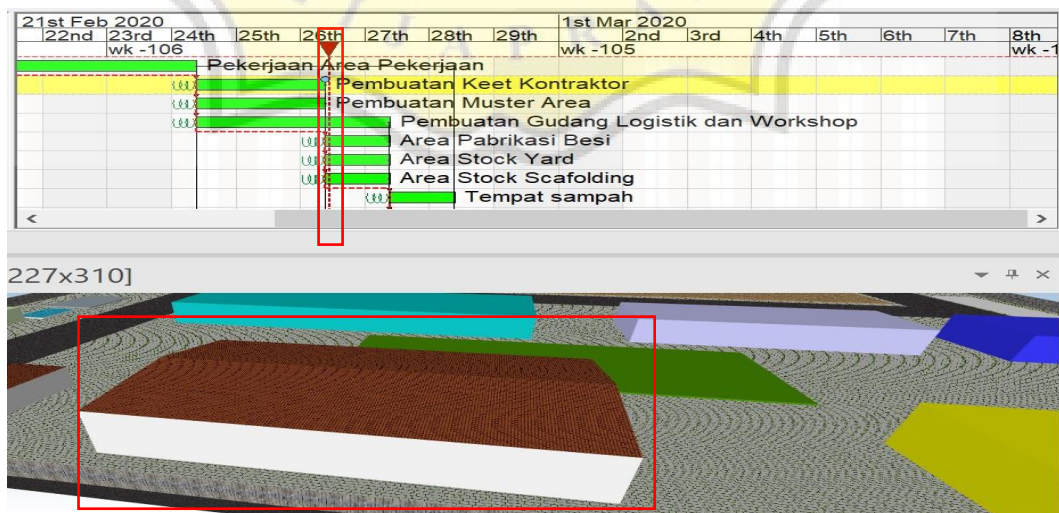 21st Feb 2020 1st Mar 2020
22nd 23rd 24th 25th 26th 27th 28th 29th 2nd 3rd 4th 5th 6th 7th 8th
wk -106 wk -105 wk -1
Pekerjaan Area Pekerjaan
Pembuatan Keet Kontraktor
Pembuatan Muster Area
Pembuatan Gudang Logistik dan Workshop
Area Pabrikasi Besi
Area Stock Yard
Area Stock Scafolding
Tempat sampah
227x310]